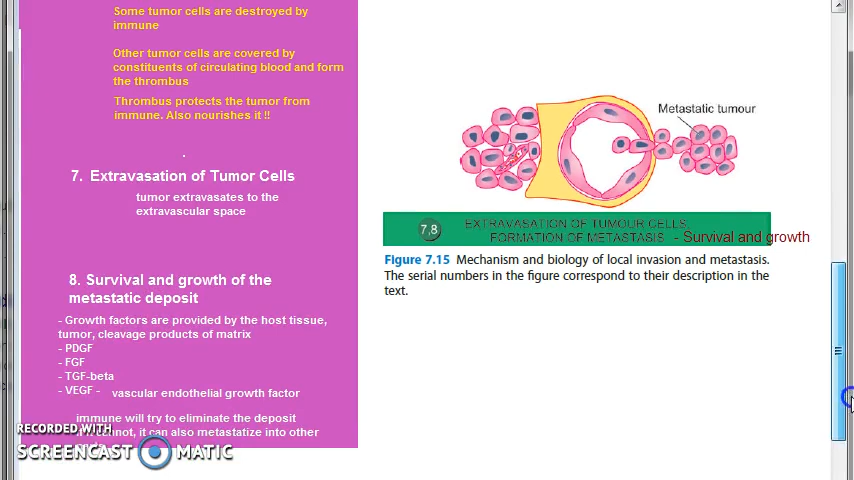 Some tumor cells are destroyed by
immune
Other tumor cells are covered by
constituents of circulating blood and form
the thrombus
Thrombus protects the tumor from
immune. Also nourishes it !!
.
7. Extravasation of Tumor Cells
tumor extravasates to the
extravascular space
8. Survival and growth of the
metastatic deposit
- Growth factors are provided by the host tissue,
tumor, cleavage products of matrix
- PDGF
- FGF
- TGF-beta
- VEGF - vascular endothelial growth factor
immune will try to eliminate the deposit
cannot, it can also metastatize into other
RECORDED WITH
SCREENCAST MATIC
Metastatic tumour
7,8
EXTRAVASATION OF TUMOUR CELLS,
FORMATION OF METASTASIS - Survival and growth
Figure 7.15 Mechanism and biology of local invasion and metastasis.
The serial numbers in the figure correspond to their description in the
text.